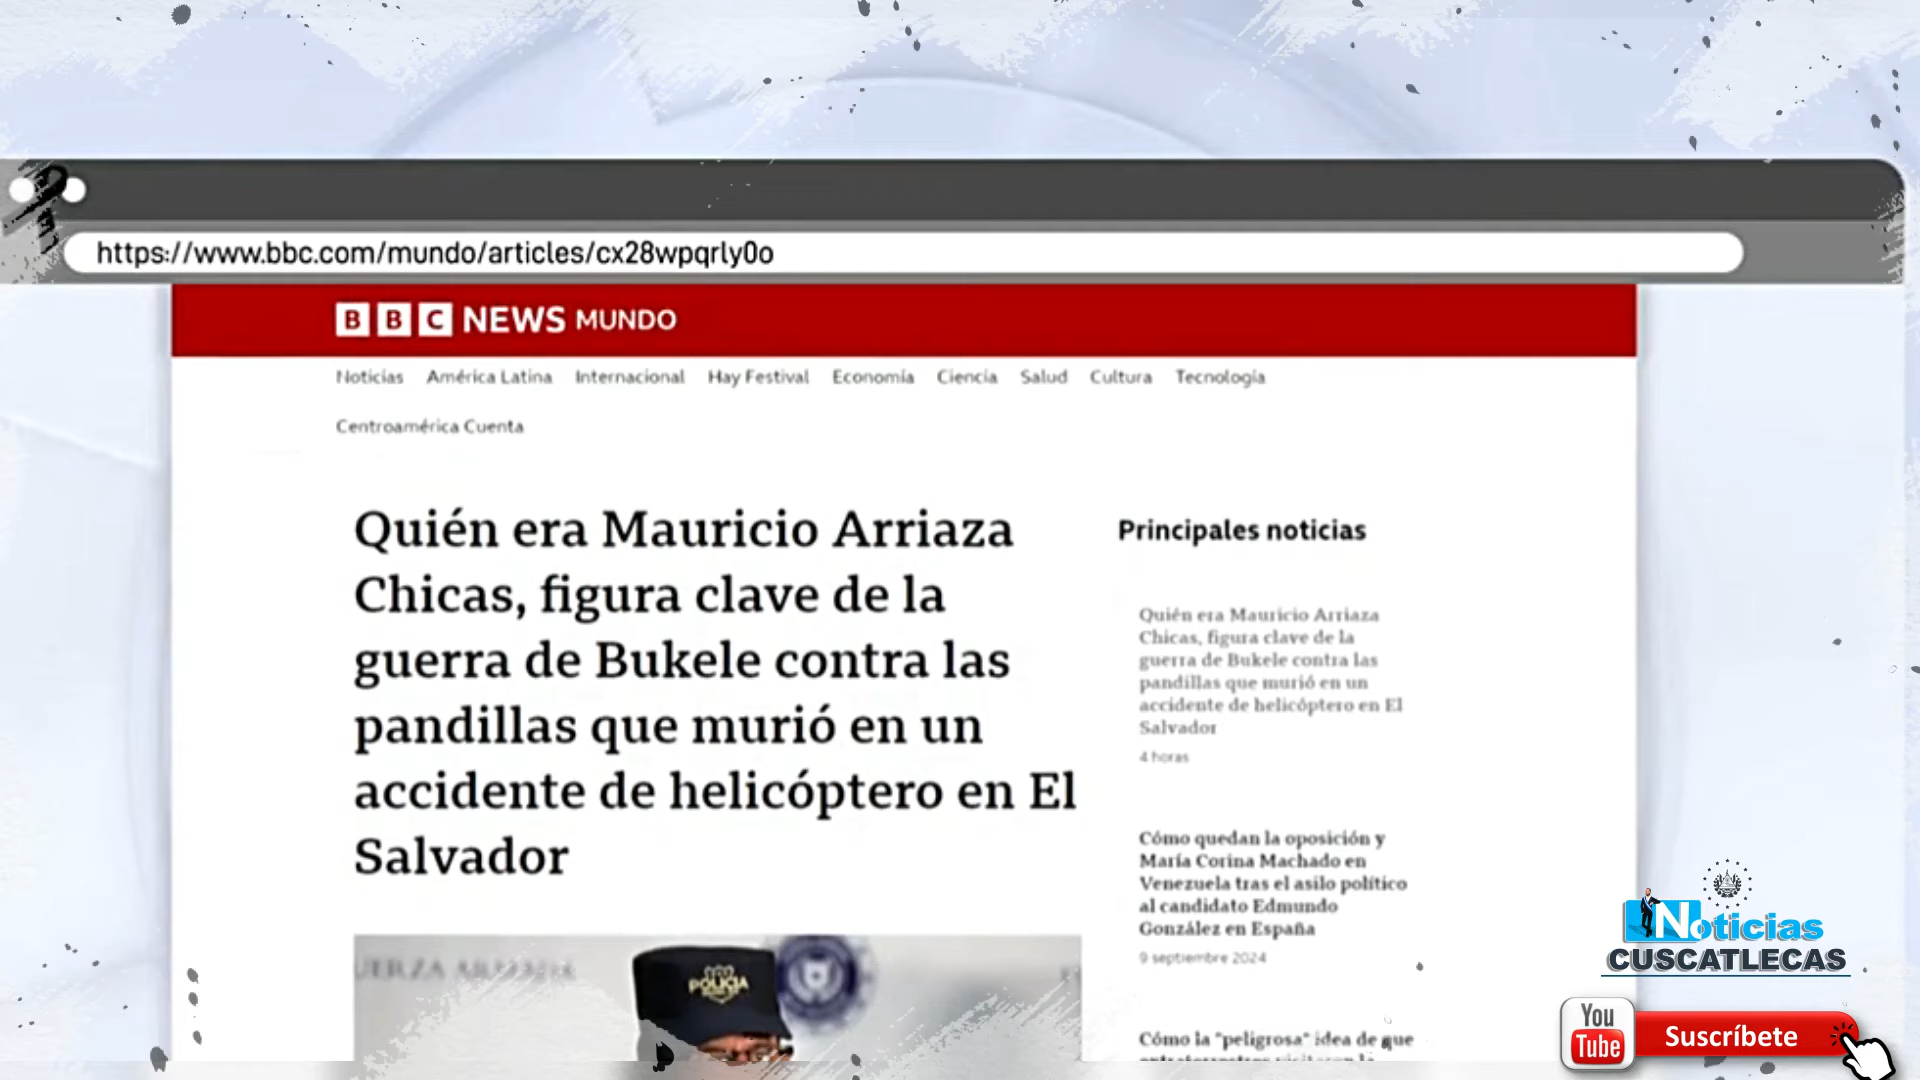 https://www.bbc.com/mundo/articles/cx28wpqrly0o
BBC NEWS MUNDO
Noticias América Latina Internacional Hay Festival Economía Ciencia Salud Cultura Tecnología
Centroamérica Cuenta
Quién era Mauricio Arriaza
Chicas, figura clave de la
guerra de Bukele contra las
pandillas que murió en un
accidente de helicóptero en El
Salvador
Principales noticias
Quién era Mauricio Arriaza
Chicas, figura clave de la
guerra de Bukele contra las
pandillas que murió en un
accidente de helicóptero en El
Salvador
4 horas
Cómo quedan la oposición y
María Corina Machado en
Venezuela tras el asilo político
al candidato Edmundo
González en España
9 septiembre 2024
Cómo la "peligrosa" idea de que
POLICIA
Noticias
CUSCATLECAS
You
Tube
Suscríbete